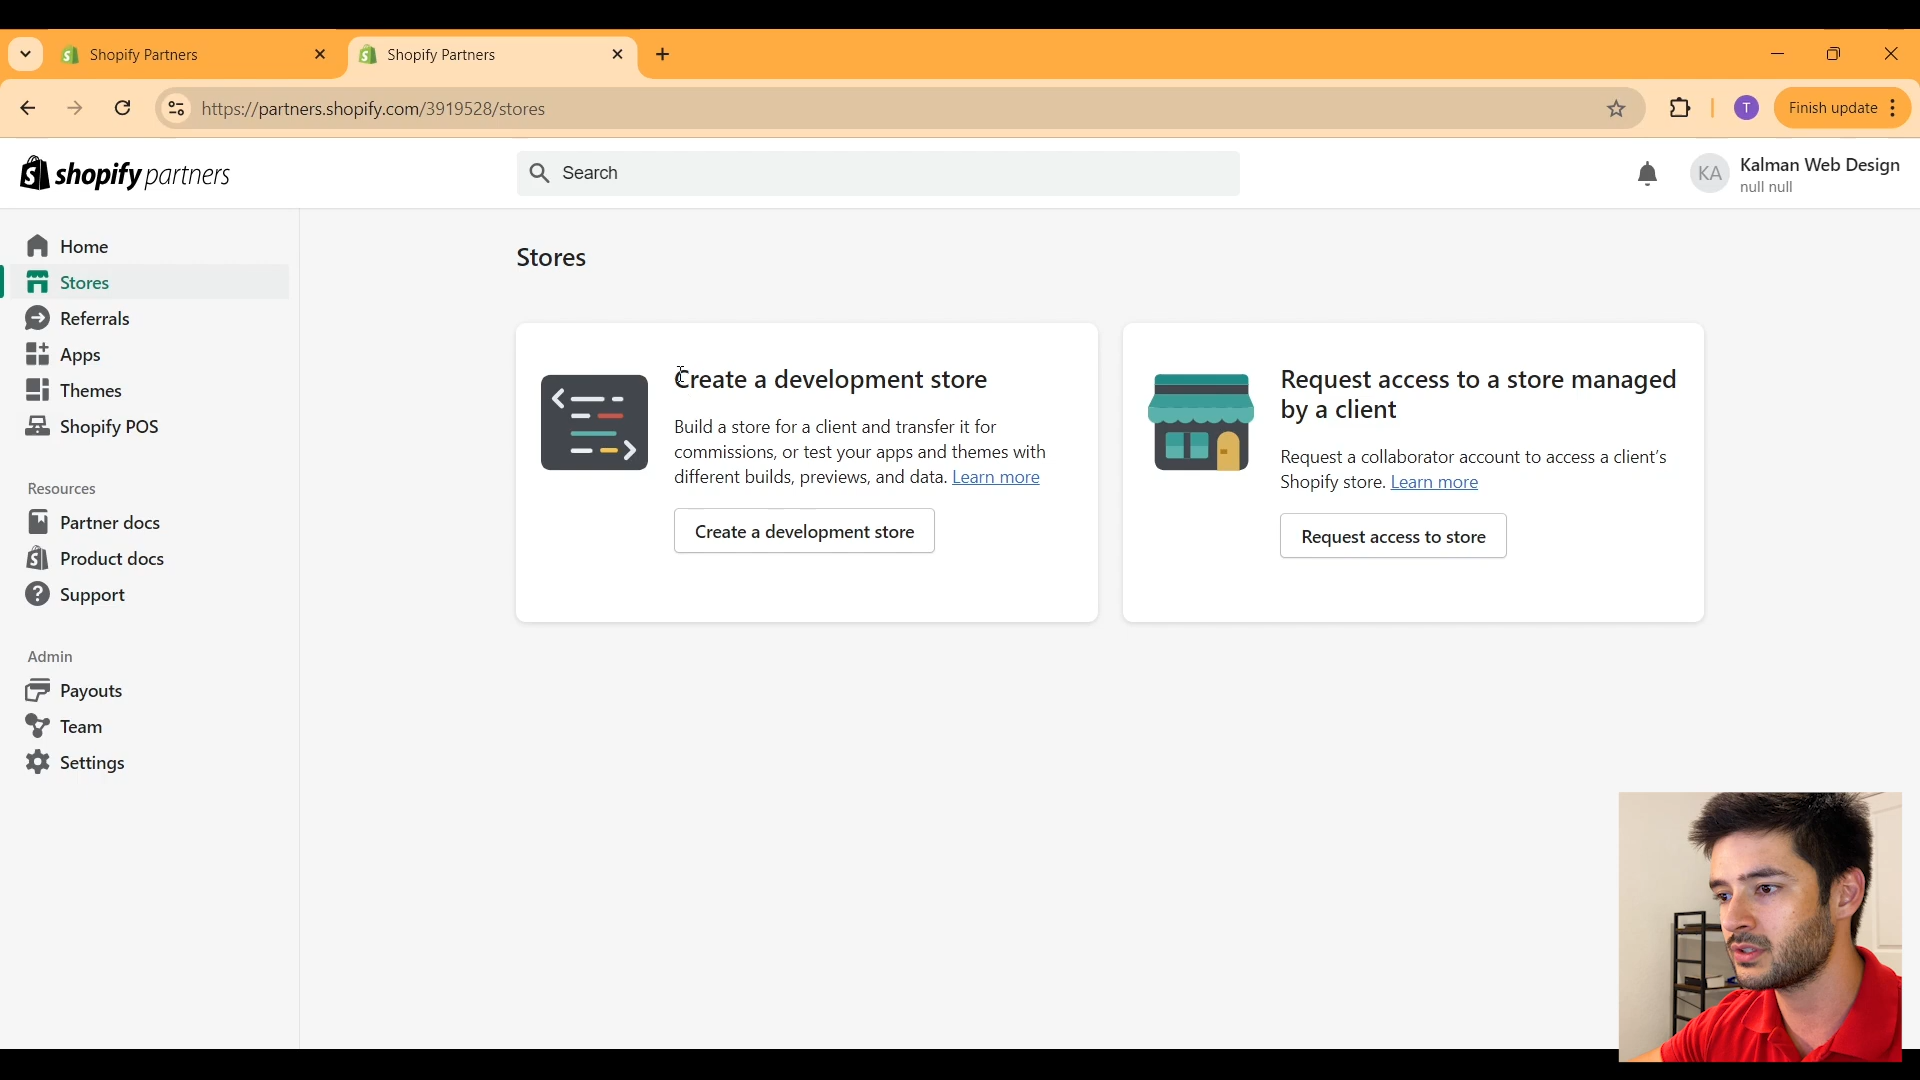 Shopify Partners
Shopify Partners
https://partners.shopify.com/3919528/stores
T
Finish update
shopify partners
Search
KA
Kalman Web Design
null null
Home
Stores
Referrals
Apps
Themes
Shopify POS
Resources
Partner docs
Product docs
Support
Admin
Payouts
Team
Settings
Stores
Create a development store
Build a store for a client and transfer it for
commissions, or test your apps and themes with
different builds, previews, and data. Learn more
Create a development store
Request access to a store managed
by a client
Request a collaborator account to access a client’s
Shopify store. Learn more
Request access to store